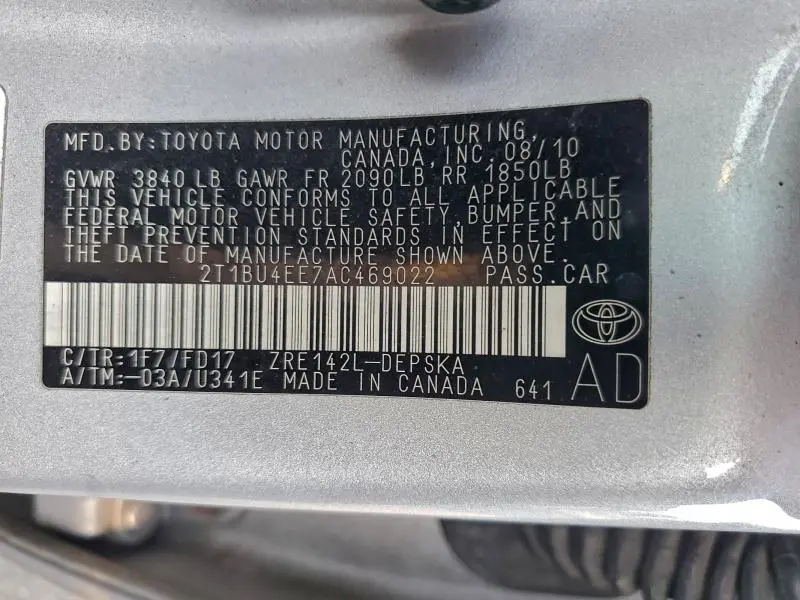 MFD. BY: TOYOTA MOTOR MANUFACTURING,
CANADA, INC. 08/10
GVWR 3840 LB GAWR FR 2090LB RR 1850LB
THIS VEHICLE CONFORMS TO ALL APPLICABLE
FEDERAL MOTOR VEHICLE SAFETY, BUMPER, AND
THEFT PREVENTION STANDARDS IN EFFECT ON
THE DATE OF MANUFACTURE SHOWN ABOVE.
2T1BU4EE7AC469022 PASS. CAR
C/TR: 1F7/FD17 ZRE142L-DEPSKA
A/TM: -03A/U341E MADE IN CANADA 641 AD